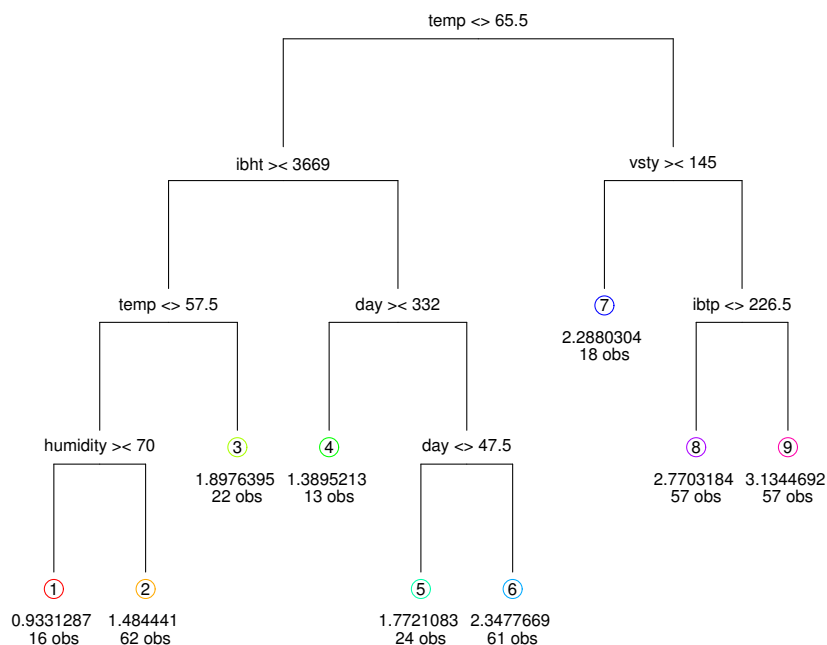 temp <> 65.5
ibht >< 3669
vsty >< 145
temp <> 57.5
day >< 332
7
ibtp <> 226.5
2.2880304
18 obs
humidity >< 70
3
4
day <> 47.5
8
9
1.8976395
22 obs
1.3895213
13 obs
2.7703184
57 obs
3.1344692
57 obs
1
2
5
6
0.9331287
16 obs
1.484441
62 obs
1.7721083
24 obs
2.3477669
61 obs